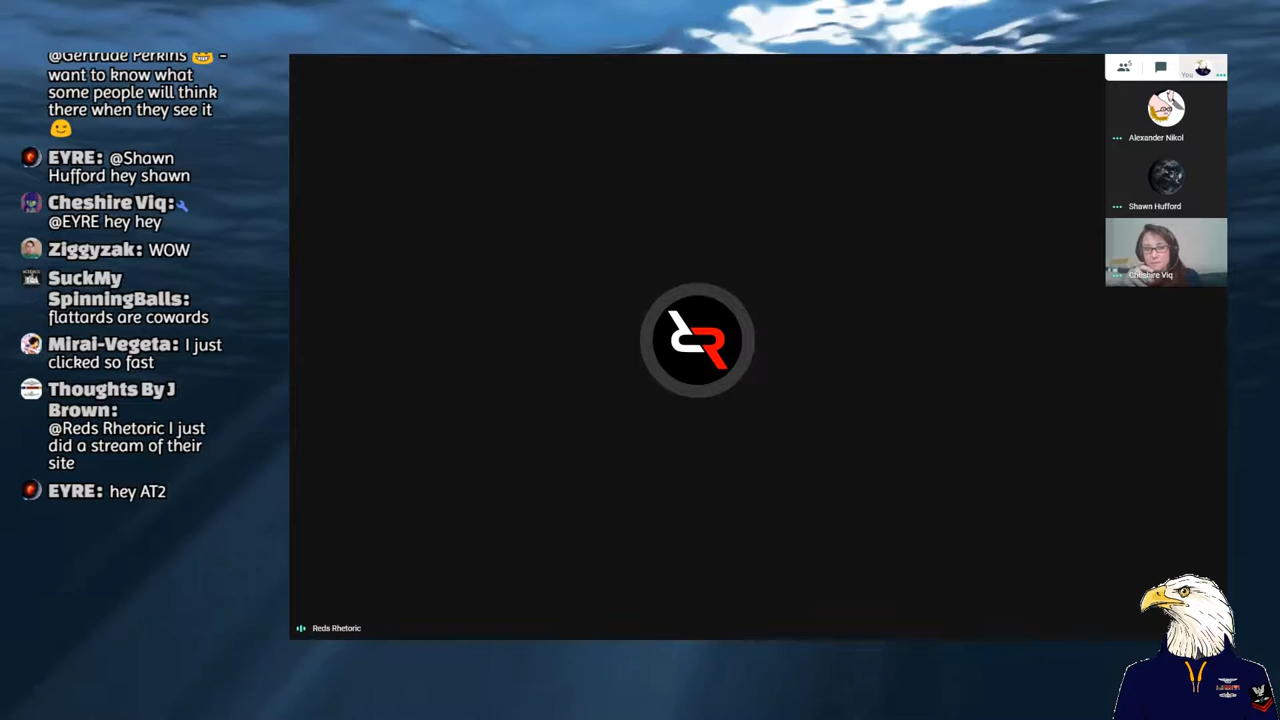 @Gertrude Perkins 😁 -
want to know what
some people will think
there when they see it
😉
EYRE: @Shawn
Hufford hey shawn
Cheshire Viq:
@EYRE hey hey
Ziggyzak: WOW
SuckMy
SpinningBalls:
flattards are cowards
Mirai-Vegeta: I just
clicked so fast
Thoughts By J
Brown:
@Reds Rhetoric I just
did a stream of their
site
EYRE: hey AT2
5
You
Alexander Nikol
Shawn Hufford
Cheshire Viq
Reds Rhetoric